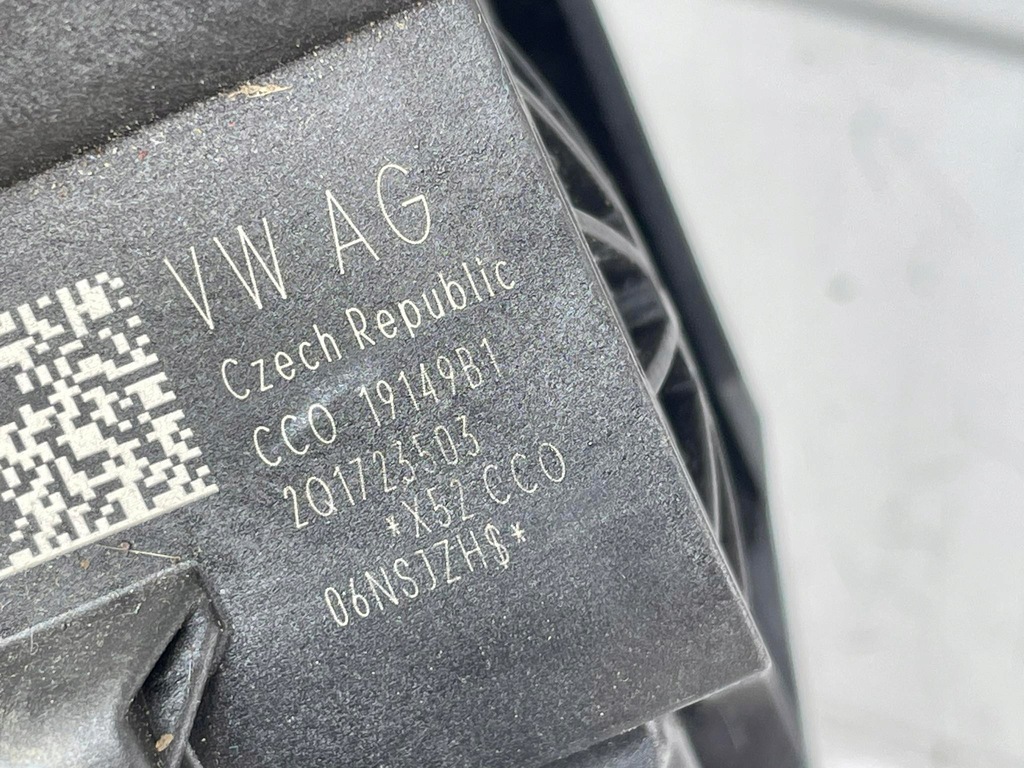 VW AG
Czech Republic
CCO 19149B1
2Q1723503
*X52 CCO
06NSJZH$*